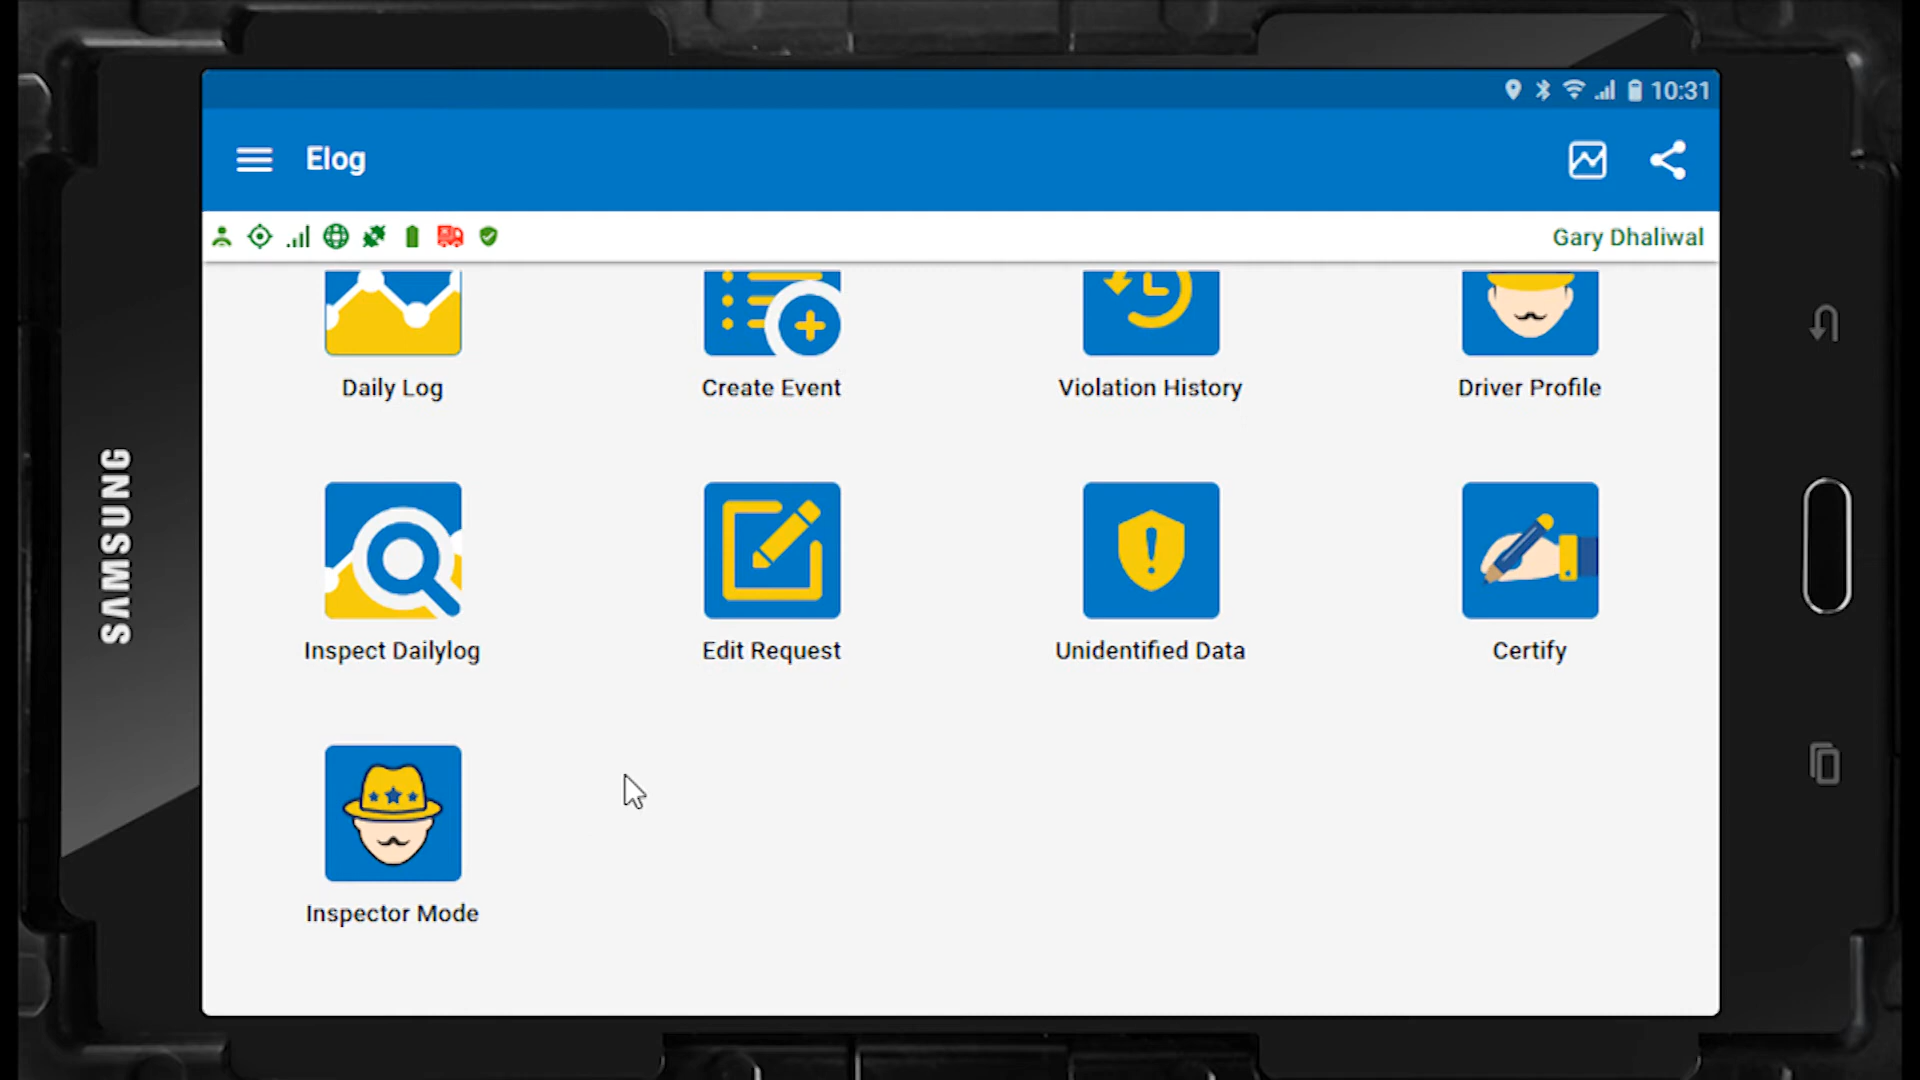 10:31
Elog
Gary Dhaliwal
Daily Log
Create Event
Violation History
Driver Profile
Inspect Dailylog
Edit Request
Unidentified Data
Certify
Inspector Mode
SAMSUNG